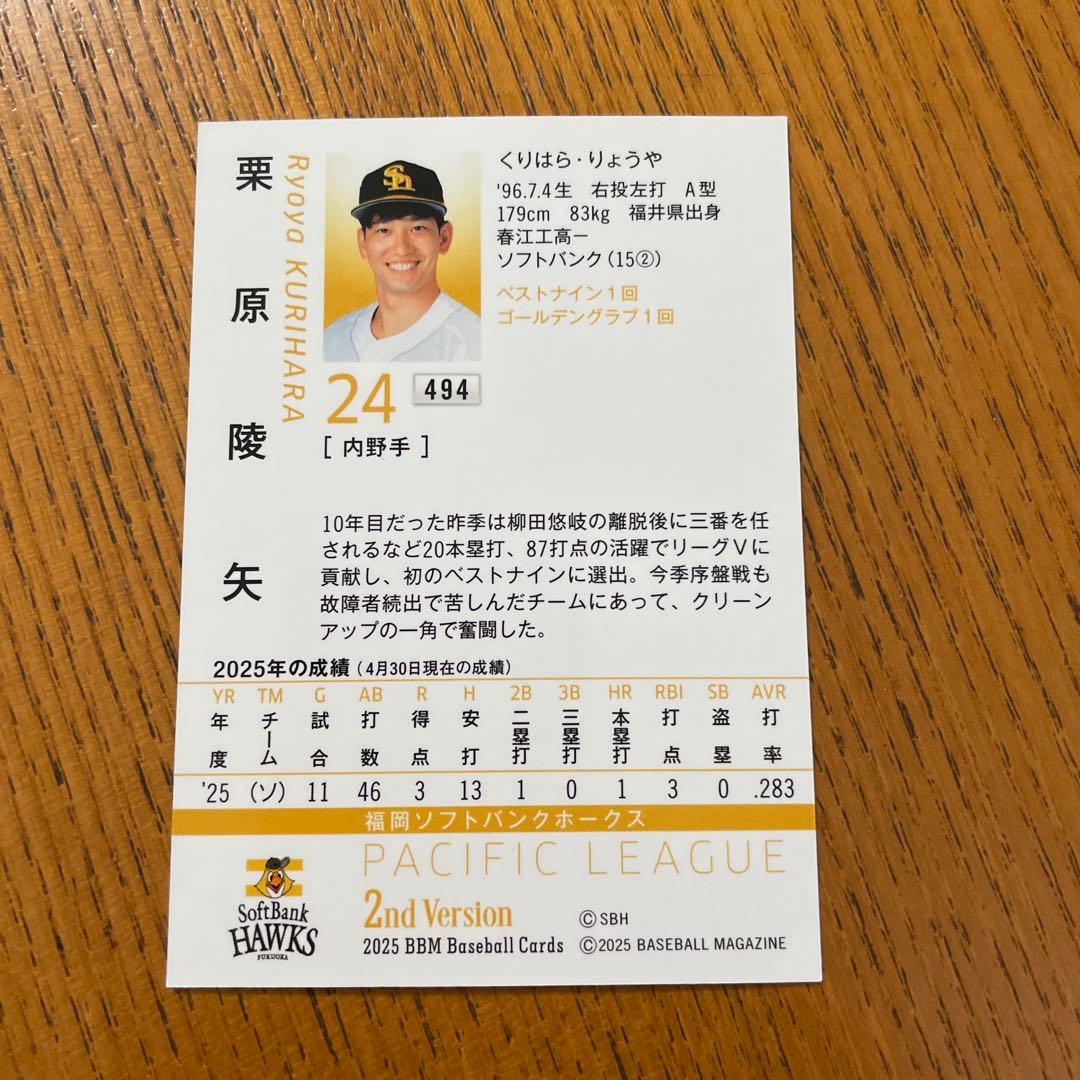 栗原陵矢
Ryoya KURIHARA
くりはら・りょうや
'96.7.4生 右投左打 A型
179cm 83kg 福井県出身
春江工高ー
ソフトバンク（15②）
ベストナイン1回
ゴールデングラブ1回
24 494
[ 内野手 ]
10年目だった昨季は柳田悠岐の離脱後に三番を任
されるなど20本塁打、87打点の活躍でリーグVに
貢献し、初のベストナインに選出。今季序盤戦も
故障者続出で苦しんだチームにあって、クリーン
アップの一角で奮闘した。
2025年の成績（4月30日現在の成績）
YR TM G AB R H 2B 3B HR RBI SB AVR
年度 チーム 試合 打数 得点 安打 二塁打 三塁打 本塁打 打点 盗塁 打率
'25 (ソ) 11 46 3 13 1 0 1 3 0 .283
福岡ソフトバンクホークス
PACIFIC LEAGUE
Sh
SoftBank
HAWKS
FUKUOKA
2nd Version
©SBH
2025 BBM Baseball Cards
©2025 BASEBALL MAGAZINE